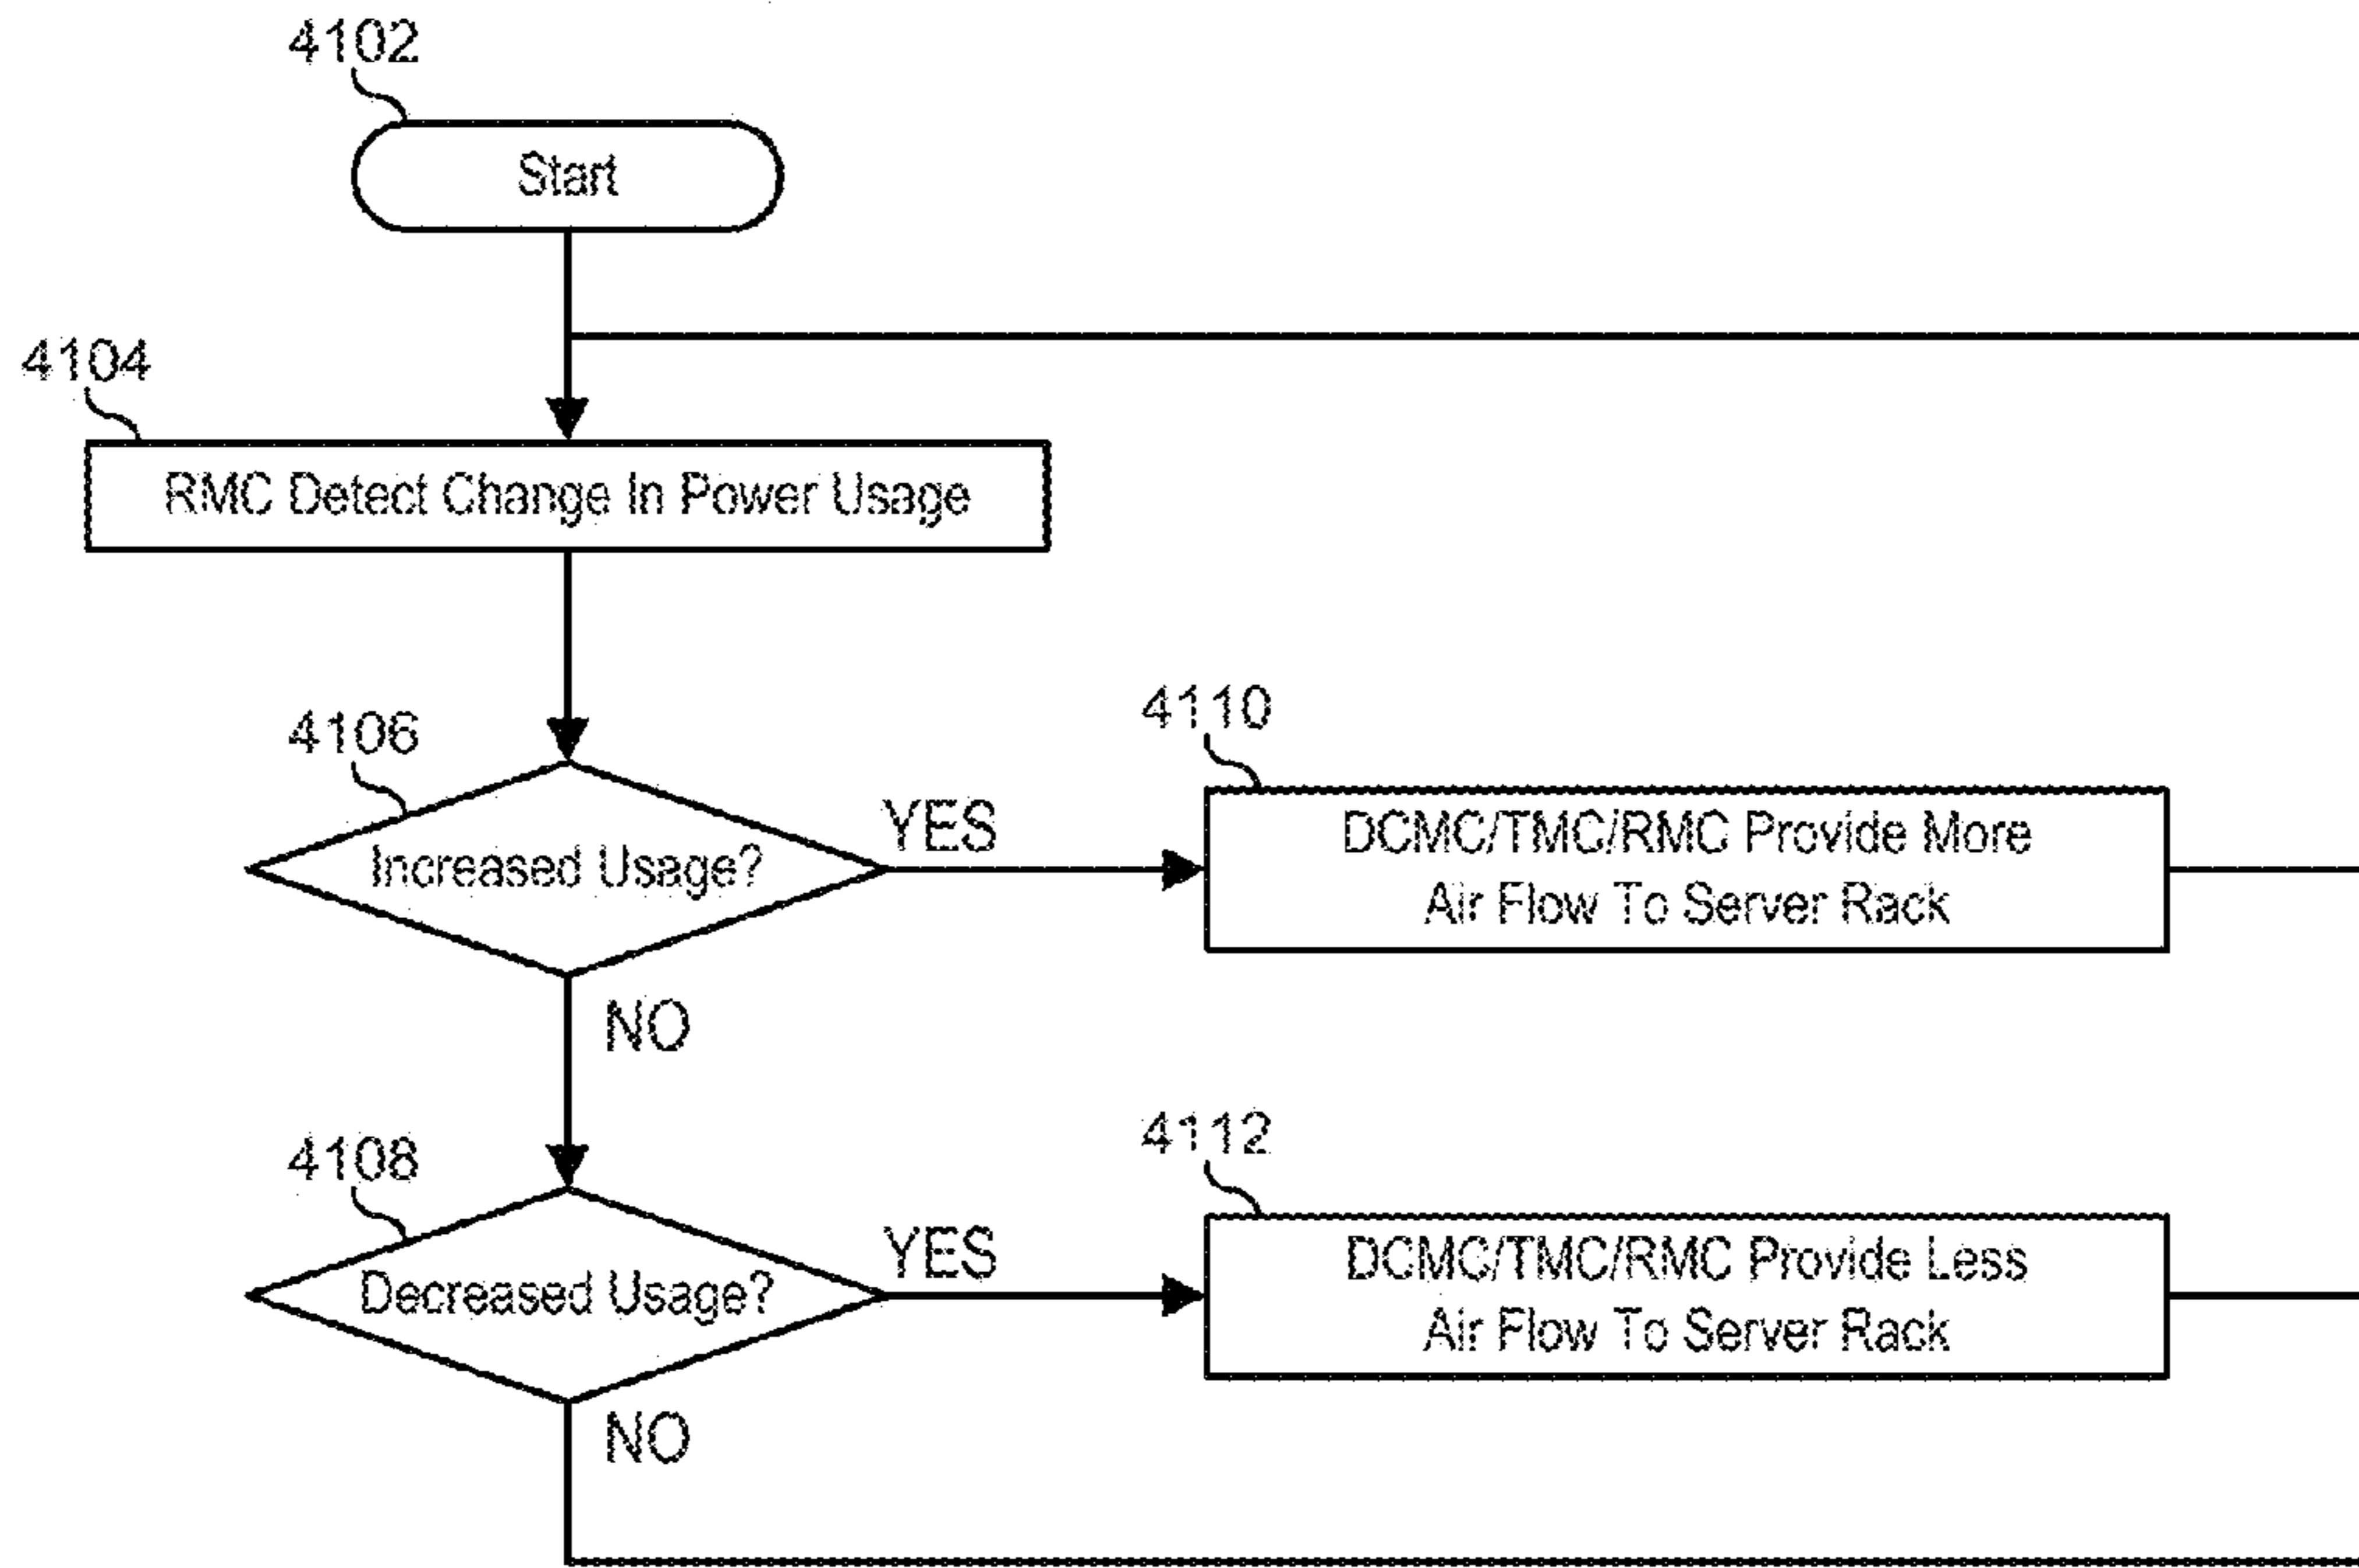 4102
Start
4104
RMC Detect Change In Power Usage
4106
Increased Usage?
YES
4110
DCMC/TMC/RMC Provide More
Air Flow To Server Rack
NO
4108
Decreased Usage?
YES
4112
DCMC/TMC/RMC Provide Less
Air Flow To Server Rack
NO